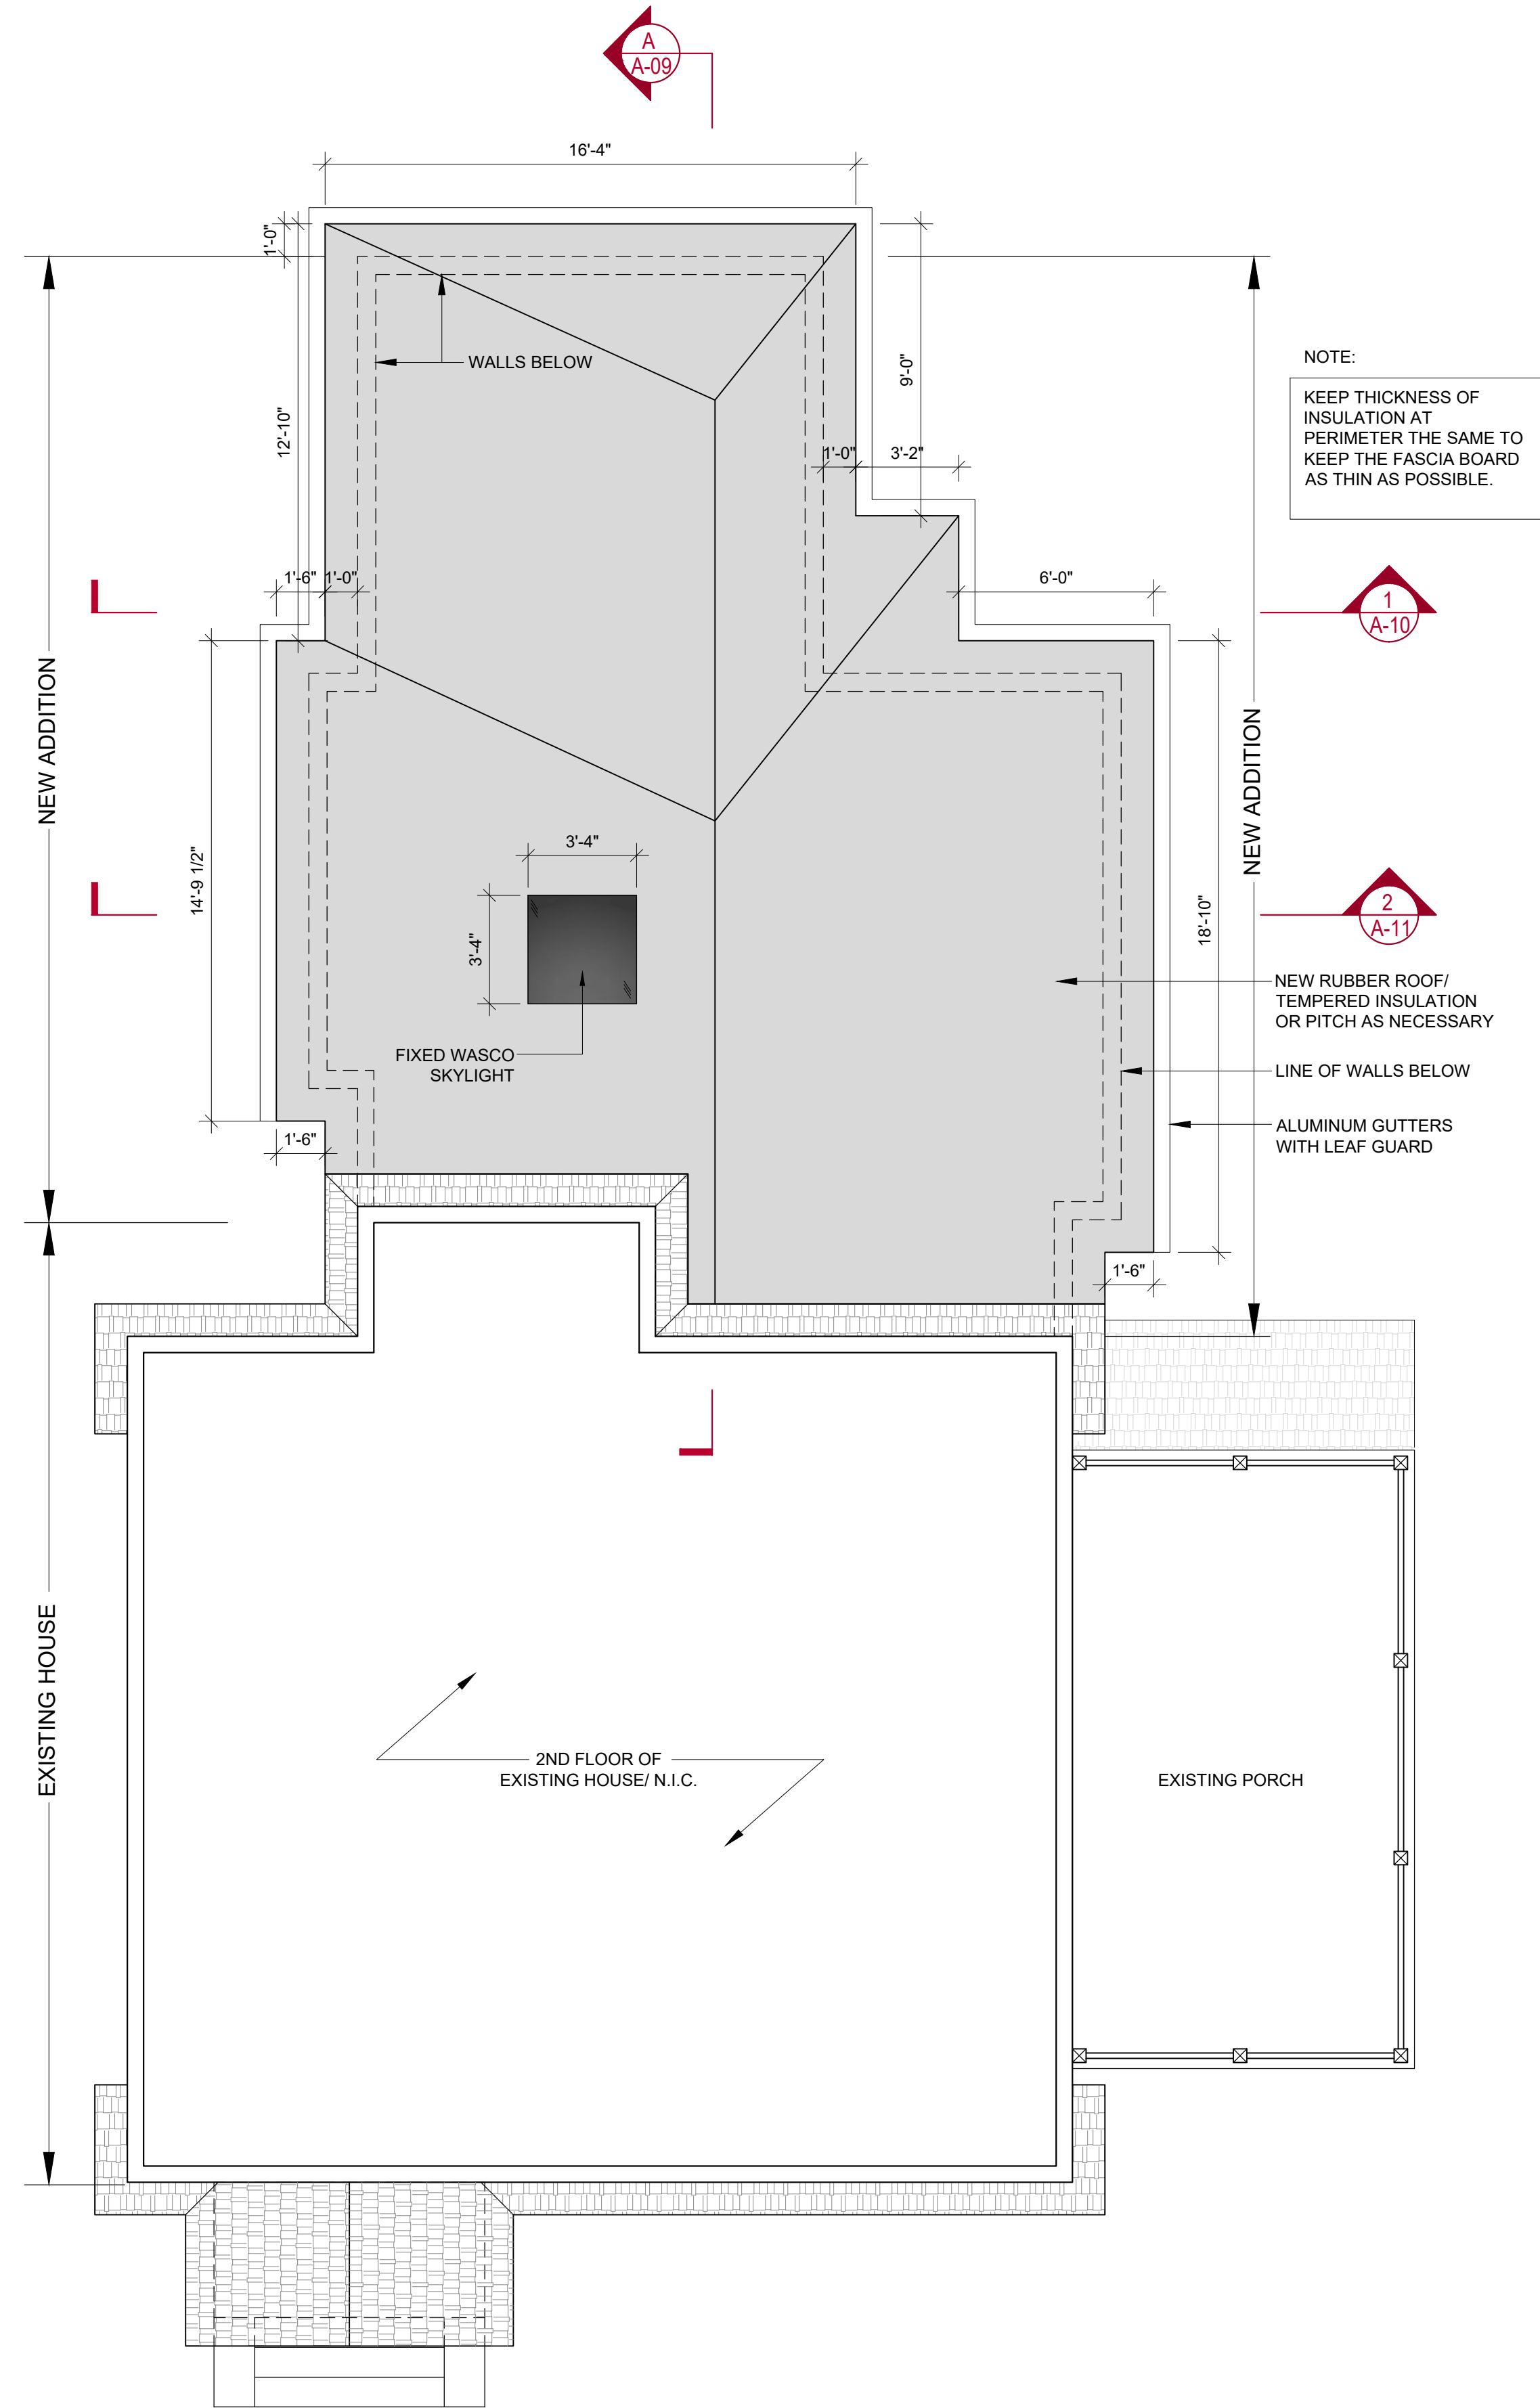 A
A-09
16'-4"
1'-0"
12'-10"
9'-0"
NOTE:
KEEP THICKNESS OF
INSULATION AT
PERIMETER THE SAME TO
KEEP THE FASCIA BOARD
AS THIN AS POSSIBLE.
WALLS BELOW
1'-0"
3'-2"
1'-6"
1'-0"
6'-0"
1
A-10
NEW ADDITION
NEW ADDITION
3'-4"
14'-9 1/2"
3'-4"
18'-10"
2
A-11
NEW RUBBER ROOF/
TEMPERED INSULATION
OR PITCH AS NECESSARY
FIXED WASCO
SKYLIGHT
LINE OF WALLS BELOW
ALUMINUM GUTTERS
WITH LEAF GUARD
1'-6"
1'-6"
EXISTING HOUSE
2ND FLOOR OF
EXISTING HOUSE/ N.I.C.
EXISTING PORCH